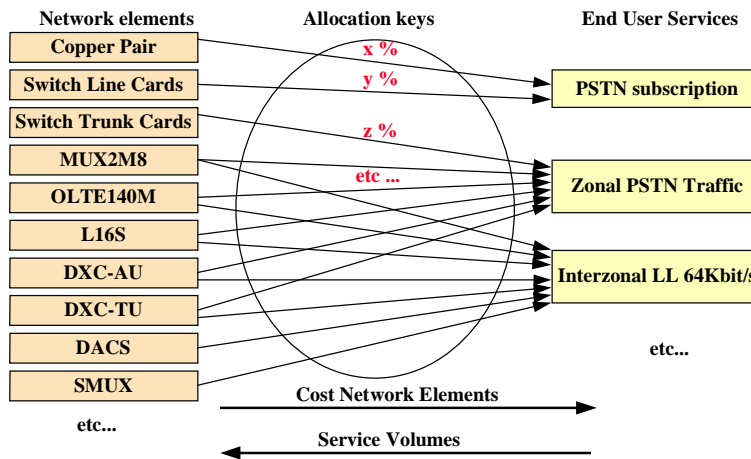 Network elements
Allocation keys
End User Services
Copper Pair
Switch Line Cards
Switch Trunk Cards
MUX2M8
OLTE140M
L16S
DXC-AU
DXC-TU
DACS
SMUX
etc...
x %
y %
z %
etc ...
PSTN subscription
Zonal PSTN Traffic
Interzonal LL 64Kbit/s
etc...
Cost Network Elements
Service Volumes